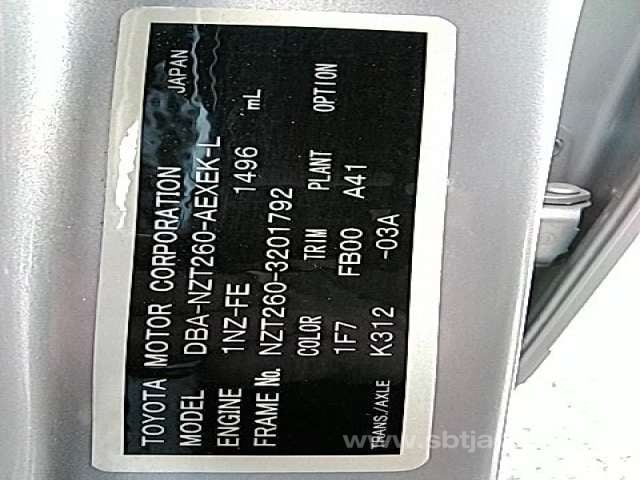 TOYOTA MOTOR CORPORATION JAPAN
MODEL DBA-NZT260-AEXEK-L
ENGINE 1NZ-FE 1496 mL
FRAME No. NZT260-3201792
COLOR TRIM PLANT OPTION
1F7 FB00 A41
TRANS./AXLE K312 -03A
www.sbtja